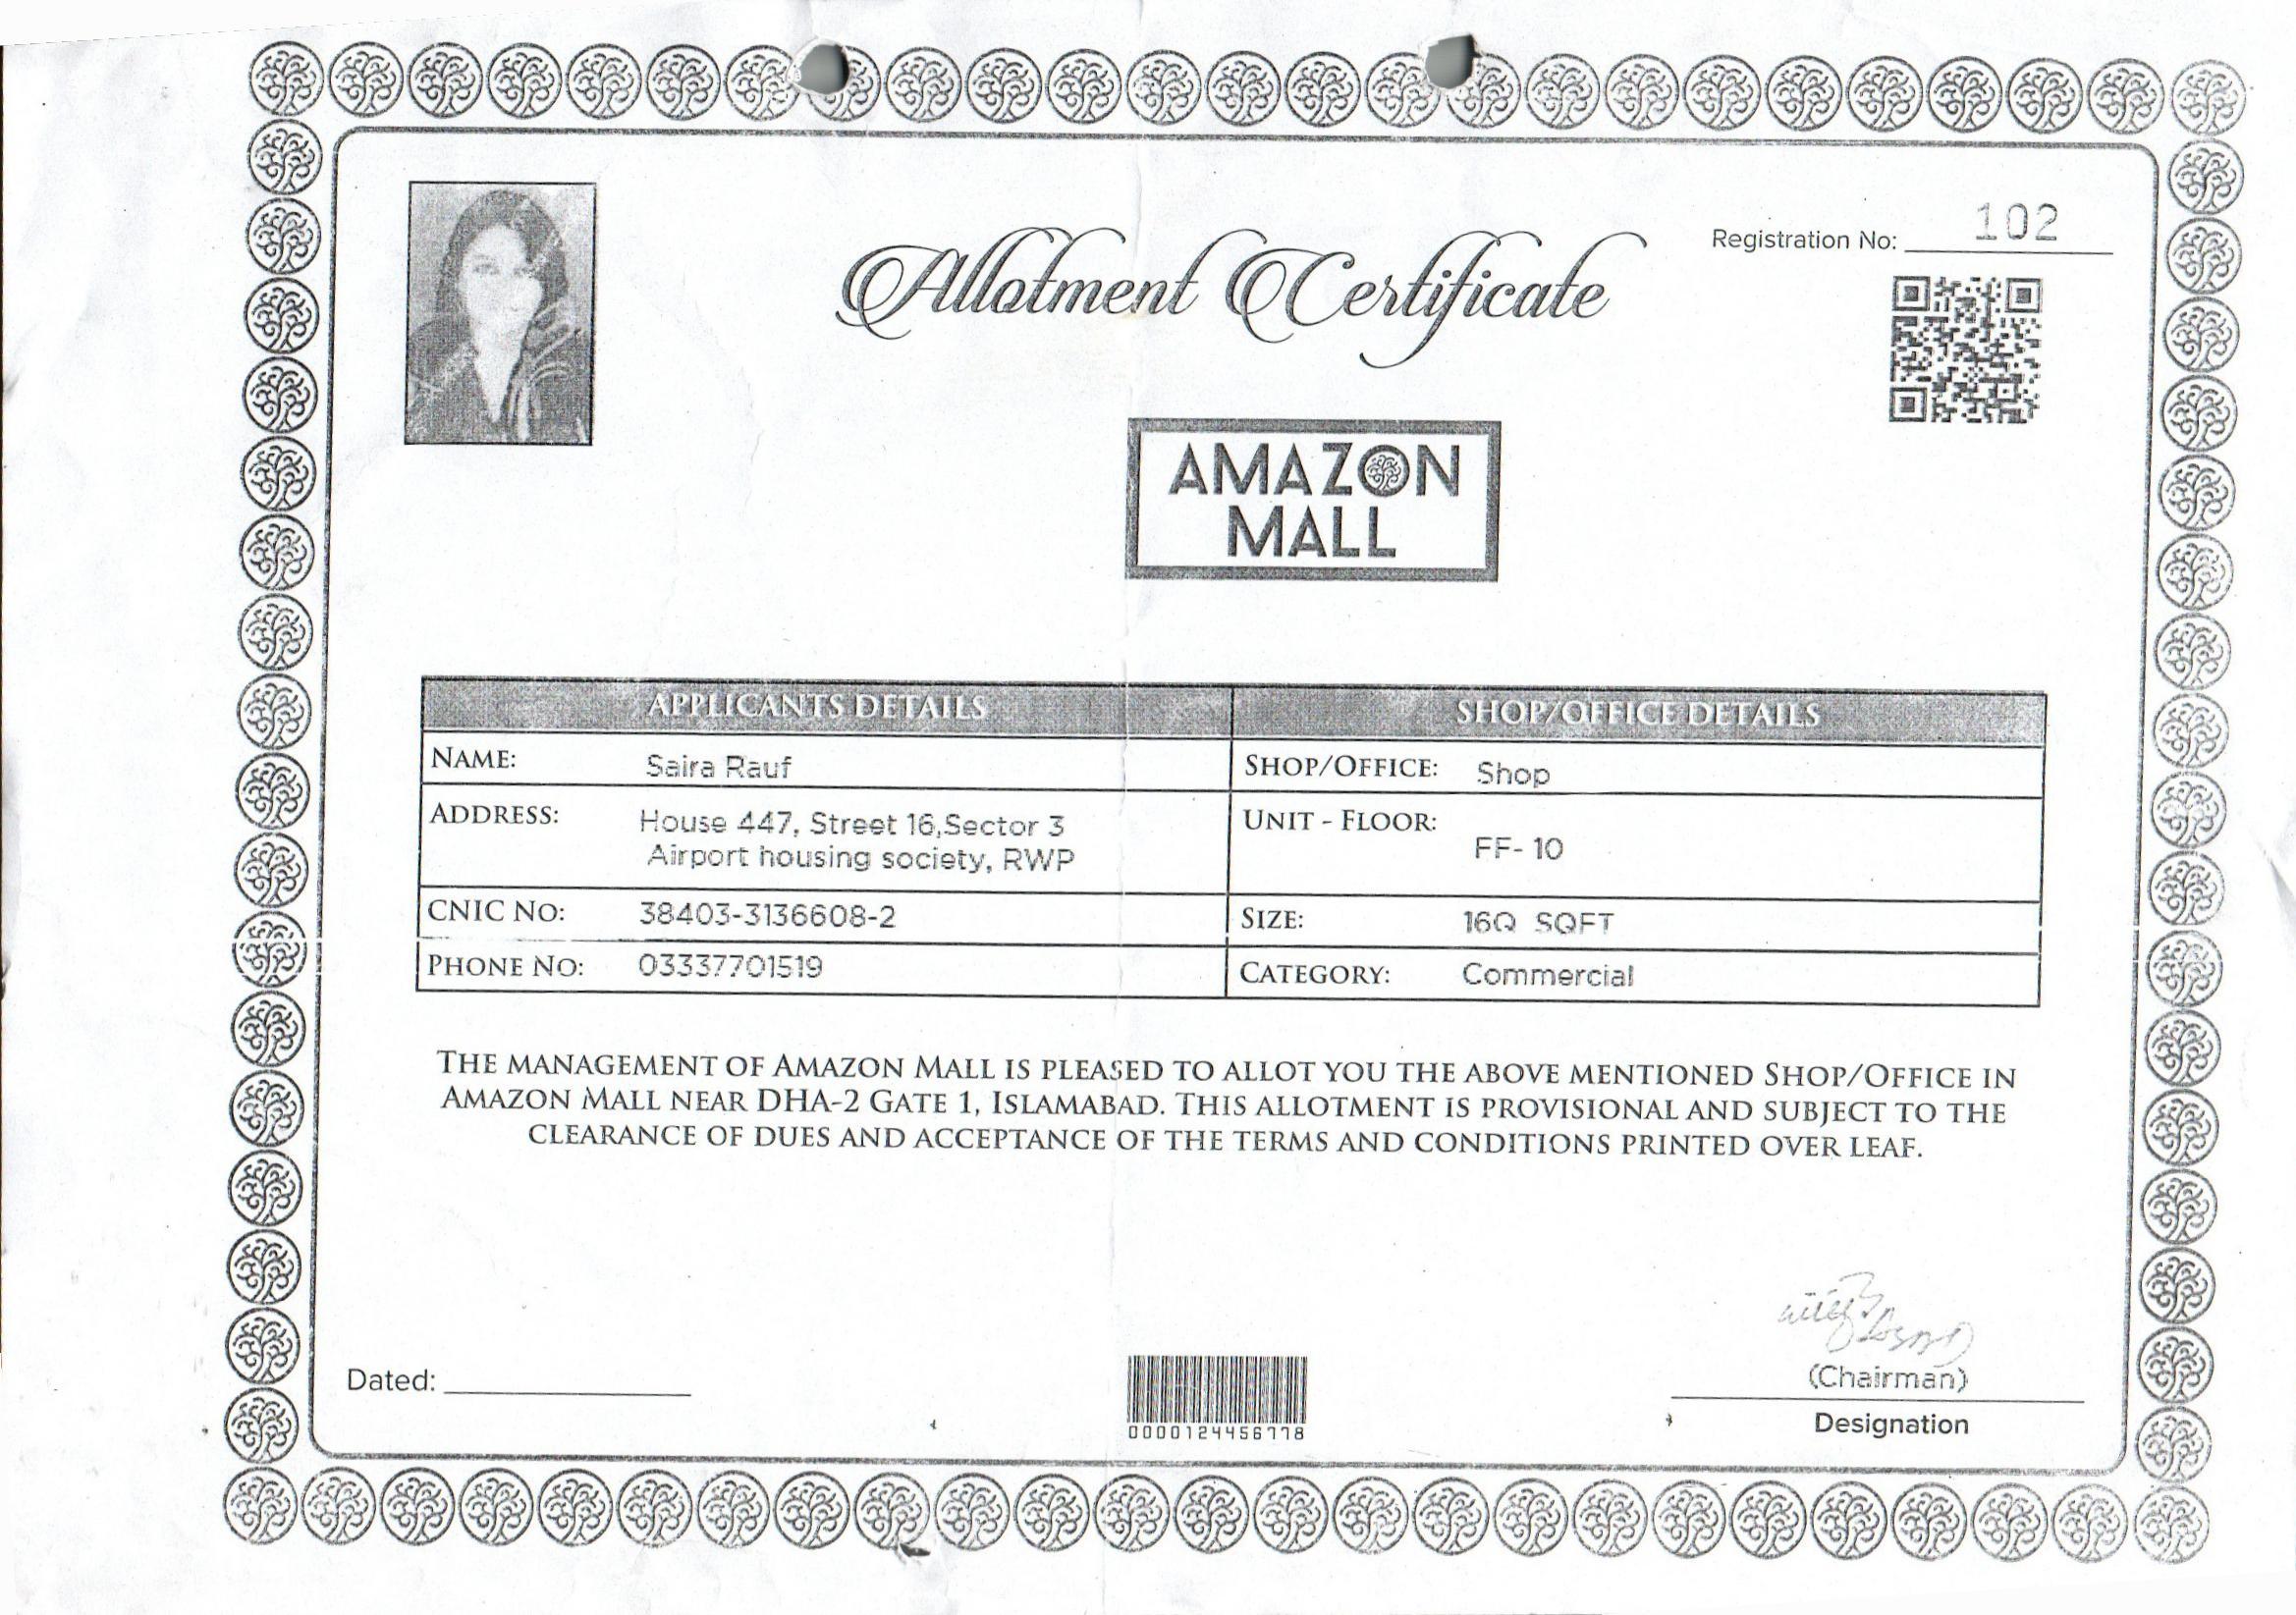 Allotment Certificate
Registration No: 102
AMAZON
MALL
APPLICANTS DETAILS
SHOP/OFFICE DETAILS
NAME: Saira Rauf
SHOP/OFFICE: Shop
ADDRESS: House 447, Street 16,Sector 3
Airport housing society, RWP
UNIT - FLOOR: FF- 10
CNIC NO: 38403-3136608-2
SIZE: 16Q SQFT
PHONE NO: 03337701519
CATEGORY: Commercial
THE MANAGEMENT OF AMAZON MALL IS PLEASED TO ALLOT YOU THE ABOVE MENTIONED SHOP/OFFICE IN
AMAZON MALL NEAR DHA-2 GATE 1, ISLAMABAD. THIS ALLOTMENT IS PROVISIONAL AND SUBJECT TO THE
CLEARANCE OF DUES AND ACCEPTANCE OF THE TERMS AND CONDITIONS PRINTED OVER LEAF.
Dated:
0000124456778
(Chairman)
Designation